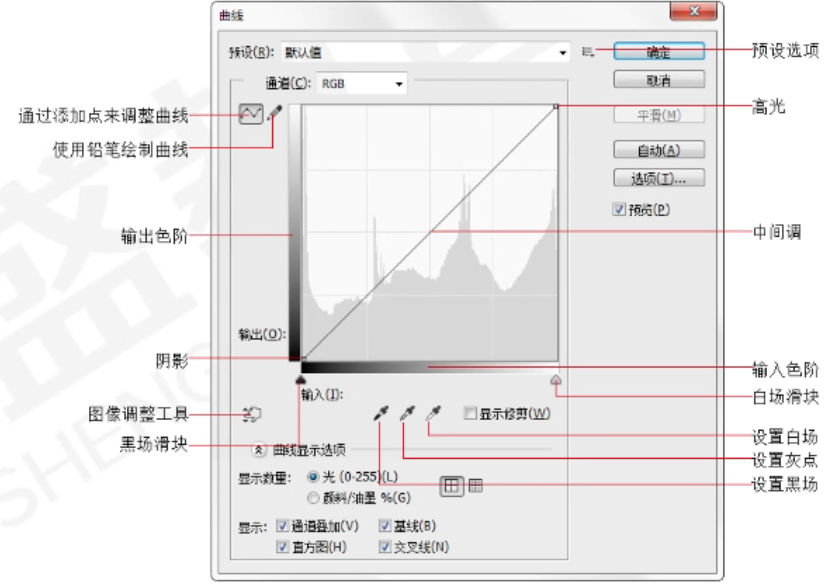 曲线
预设(R): 默认值
预设选项
确定
通道(C): RGB
取消
高光
通过添加点来调整曲线
平滑(M)
使用铅笔绘制曲线
自动(A)
选项(T)...
预览(P)
输出色阶
中间调
输出(O):
阴影
输入色阶
输入(I):
白场滑块
图像调整工具
显示修剪(W)
黑场滑块
设置白场
曲线显示选项
设置灰点
显示数量: 光 (0-255)(L)
设置黑场
颜料/油墨 %(G)
显示: 通道叠加(V) 基线(B)
直方图(H) 交叉线(N)
SHENG